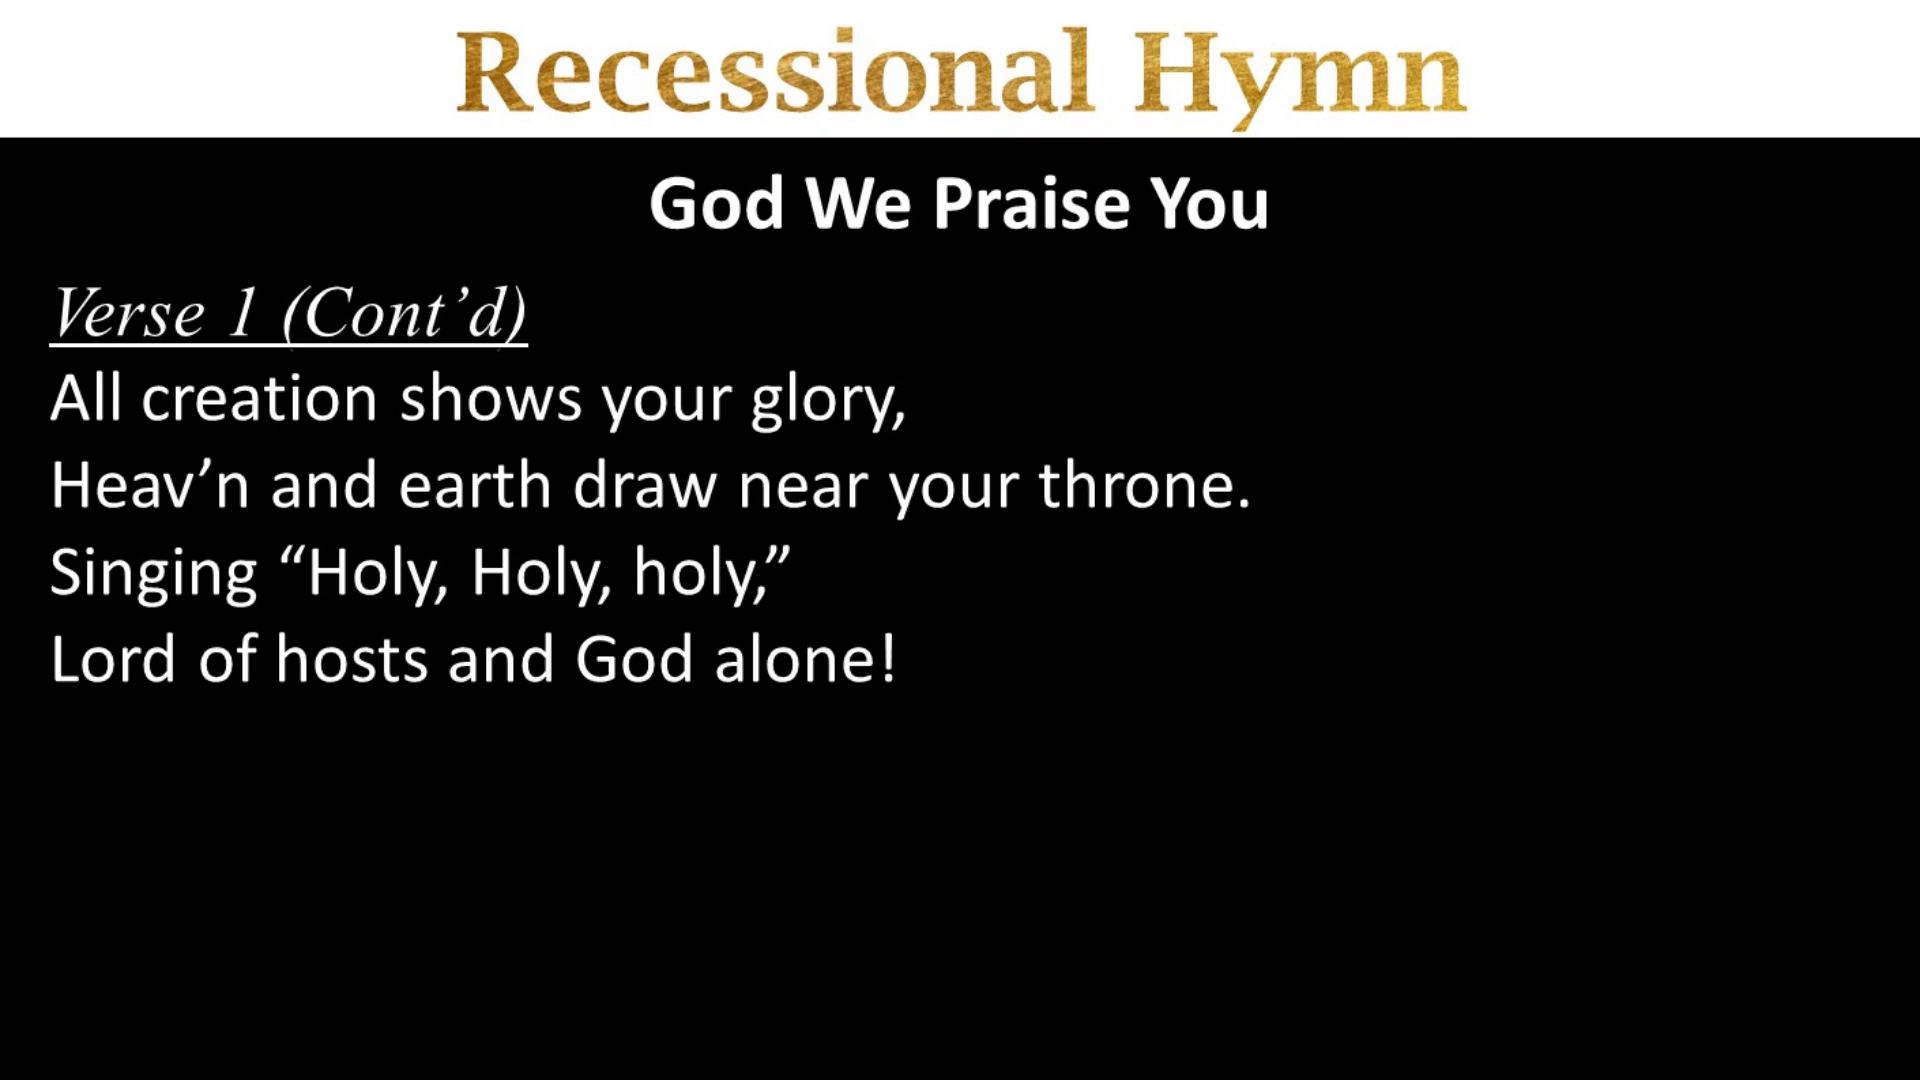 Recessional Hymn
God We Praise You
Verse 1 (Cont’d)
All creation shows your glory,
Heav’n and earth draw near your throne.
Singing “Holy, Holy, holy,”
Lord of hosts and God alone!